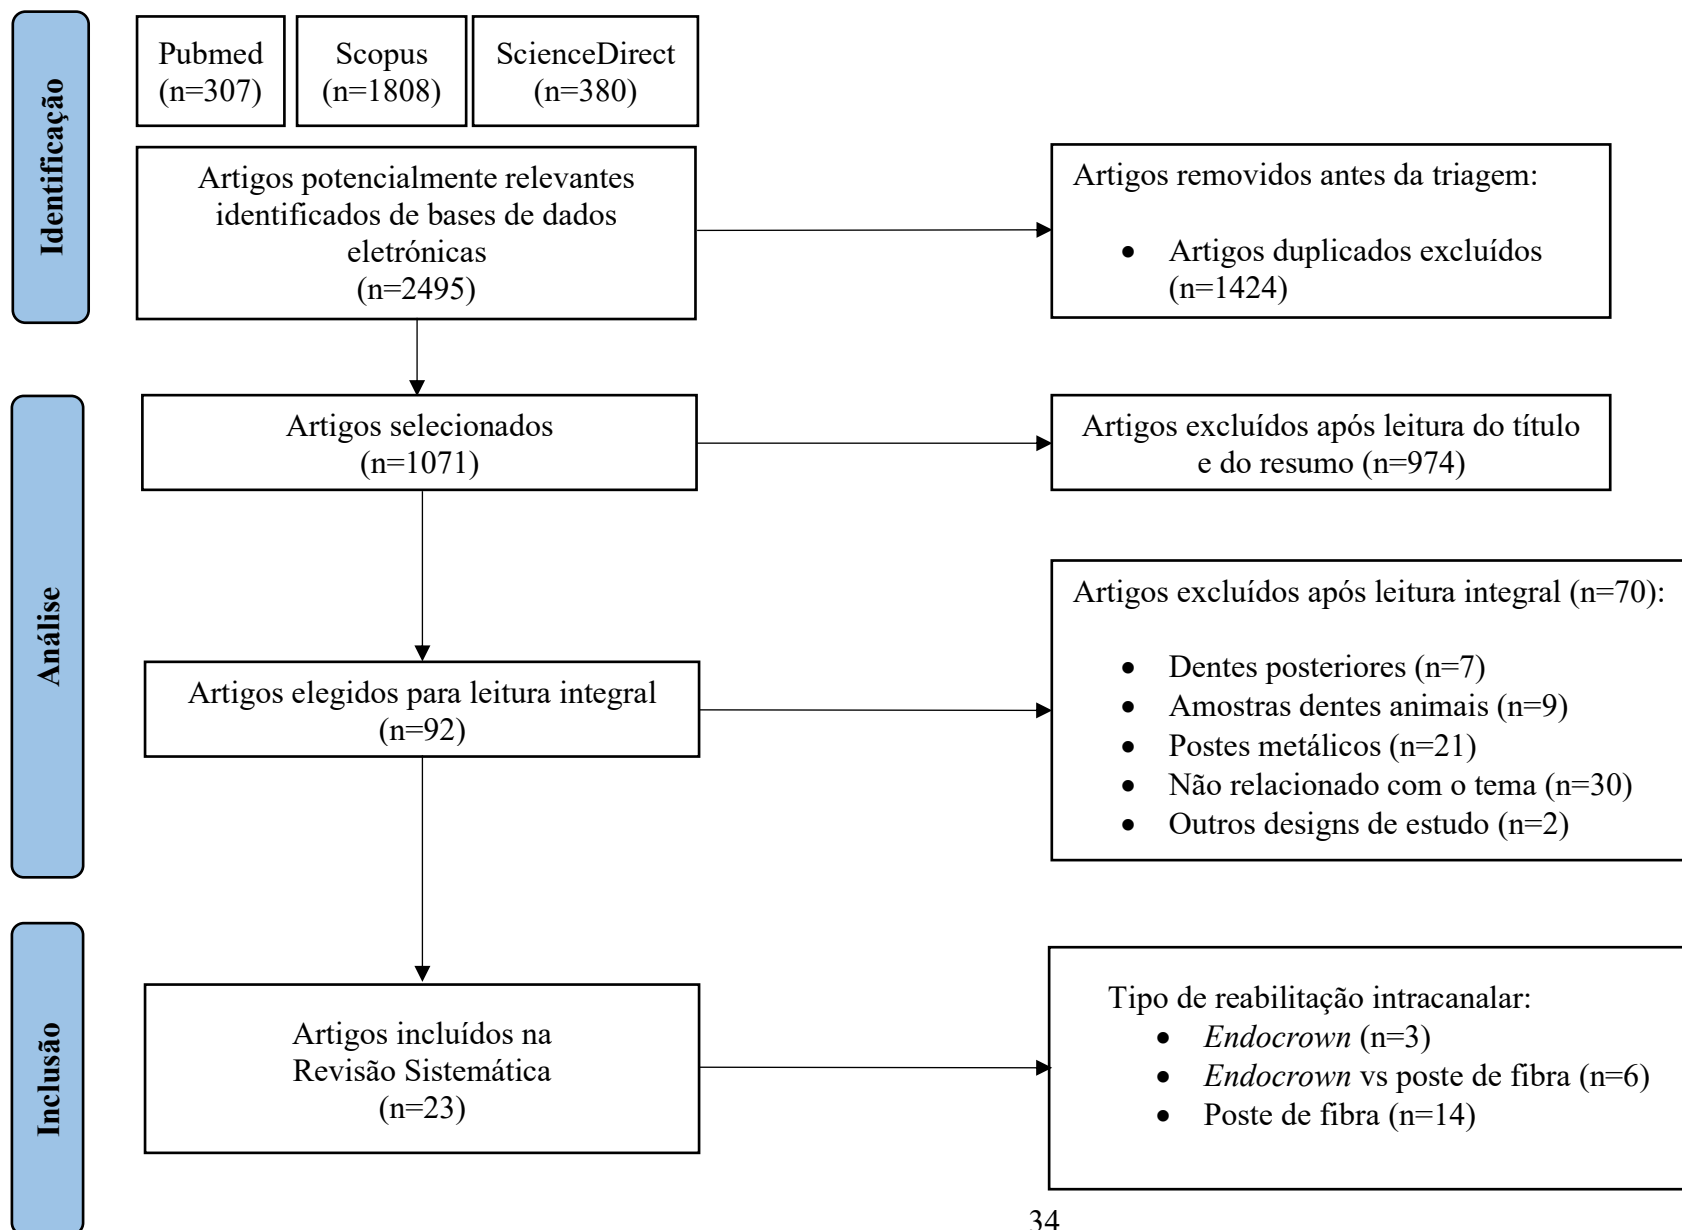 Identificação
Pubmed
(n=307)
Scopus
(n=1808)
ScienceDirect
(n=380)
Artigos potencialmente relevantes
identificados de bases de dados
eletrónicas
(n=2495)
Artigos removidos antes da triagem:
• Artigos duplicados excluídos
(n=1424)
Análise
Artigos selecionados
(n=1071)
Artigos excluídos após leitura do título
e do resumo (n=974)
Artigos elegidos para leitura integral
(n=92)
Artigos excluídos após leitura integral (n=70):
• Dentes posteriores (n=7)
• Amostras dentes animais (n=9)
• Postes metálicos (n=21)
• Não relacionado com o tema (n=30)
• Outros designs de estudo (n=2)
Inclusão
Artigos incluídos na
Revisão Sistemática
(n=23)
Tipo de reabilitação intracanalar:
• Endocrown (n=3)
• Endocrown vs poste de fibra (n=6)
• Poste de fibra (n=14)
34